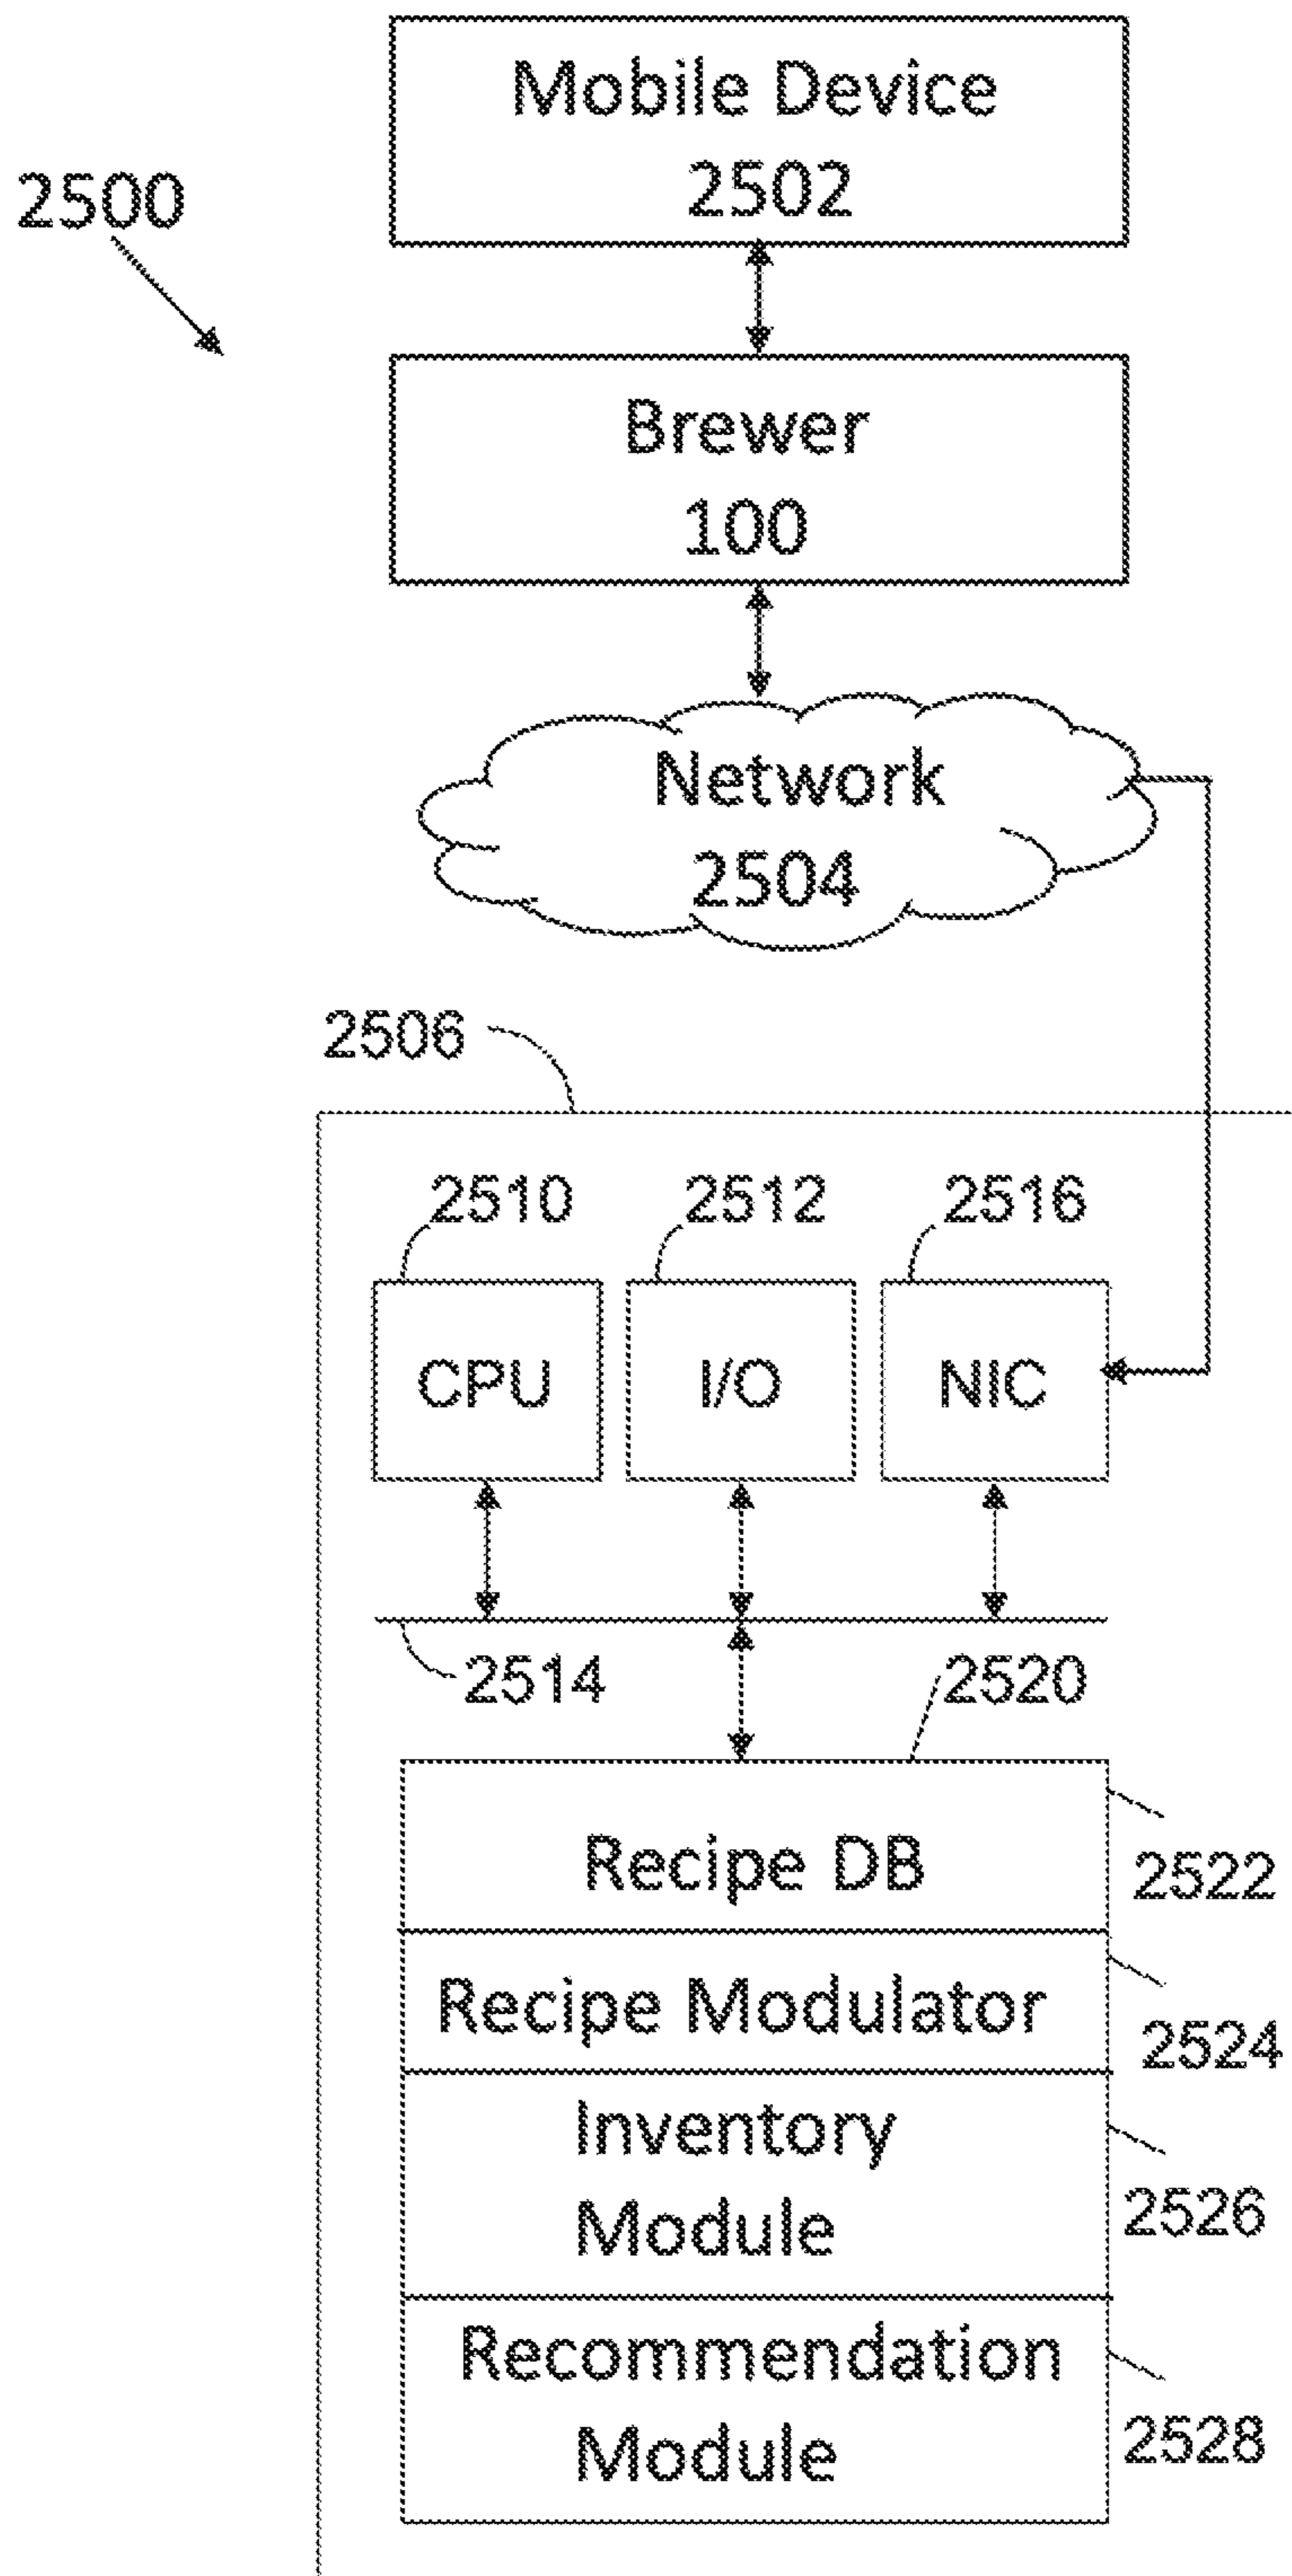 Mobile Device
2502
2500
Brewer
100
Network
2504
2506
2510
2512
2516
CPU
I/O
NIC
2514
2520
Recipe DB
2522
Recipe Modulator
2524
Inventory
Module
2526
Recommendation
Module
2528